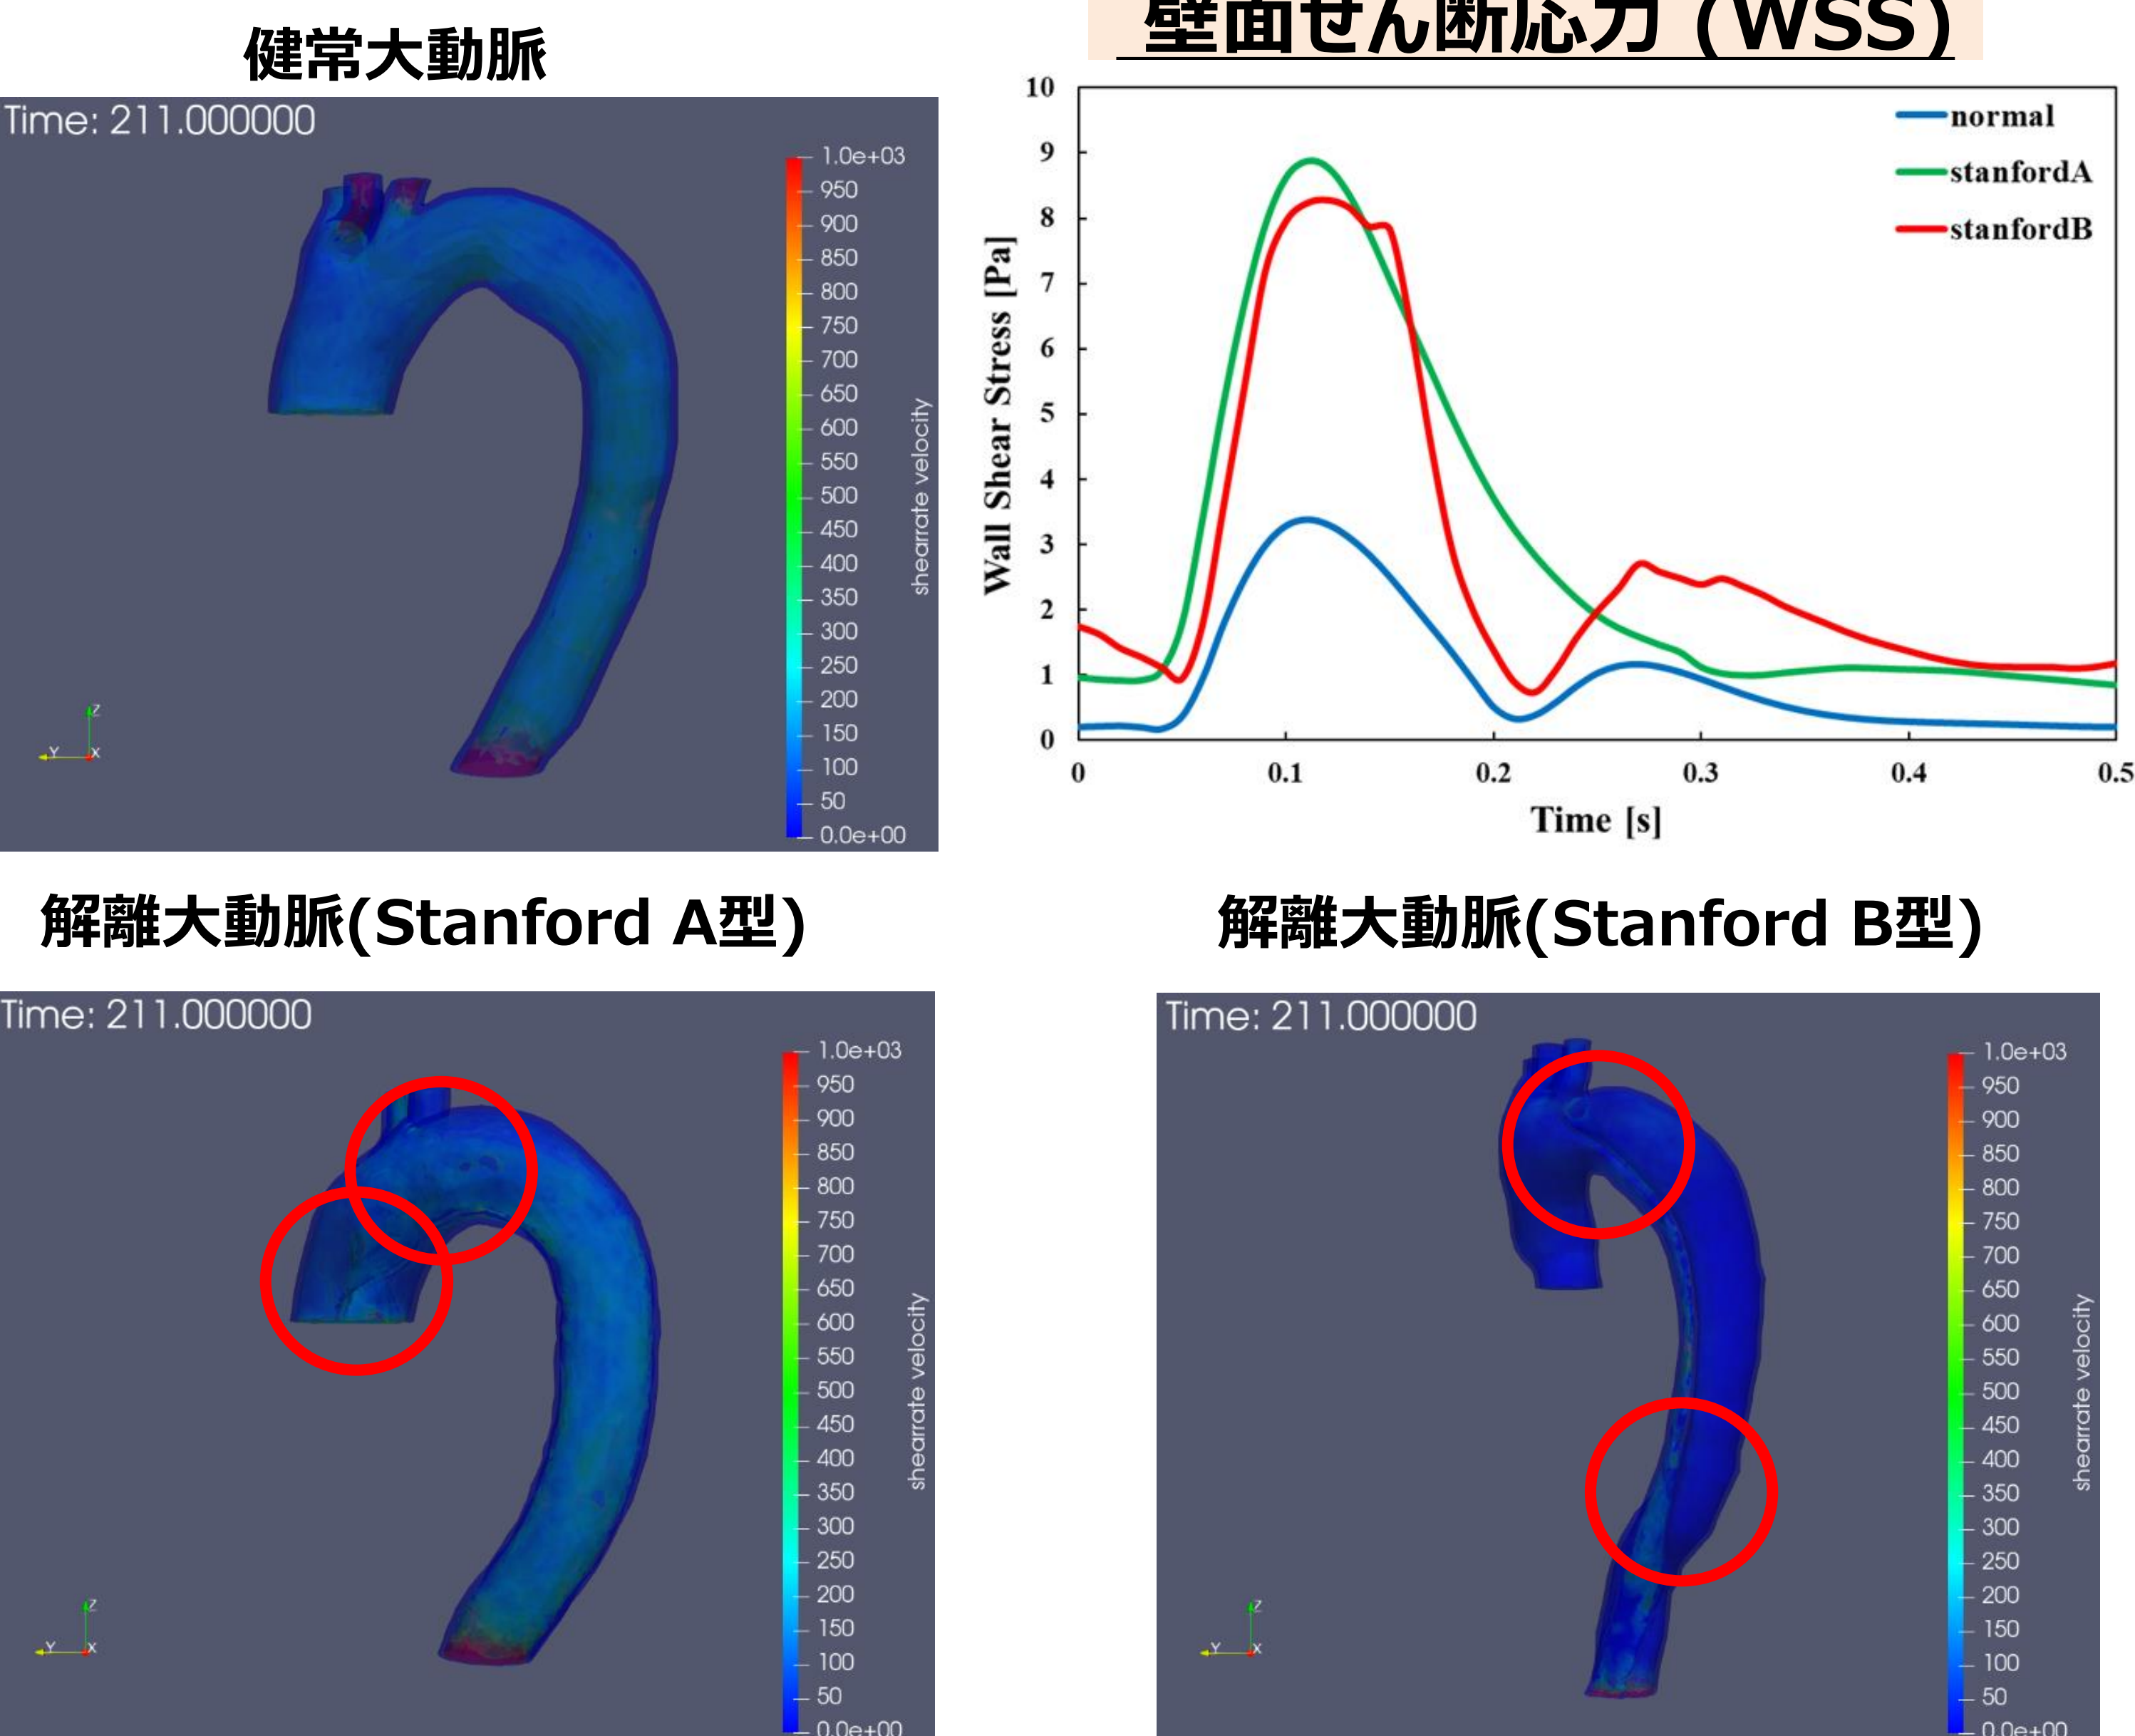 健常大動脈
Time: 211.000000
1.0e+03
950
900
850
800
750
700
650
600
550
500
450
400
350
300
250
200
150
100
50
0.0e+00
shearrate velocity
Z
Y
X
壁面せん断応力 (WSS)
10
9
8
7
6
5
4
3
2
1
0
Wall Shear Stress [Pa]
normal
stanfordA
stanfordB
0 0.1 0.2 0.3 0.4 0.5
Time [s]
解離大動脈(Stanford A型)
Time: 211.000000
1.0e+03
950
900
850
800
750
700
650
600
550
500
450
400
350
300
250
200
150
100
50
0.0e+00
shearrate velocity
Z
Y
X
解離大動脈(Stanford B型)
Time: 211.000000
1.0e+03
950
900
850
800
750
700
650
600
550
500
450
400
350
300
250
200
150
100
50
0.0e+00
shearrate velocity
Z
Y
X